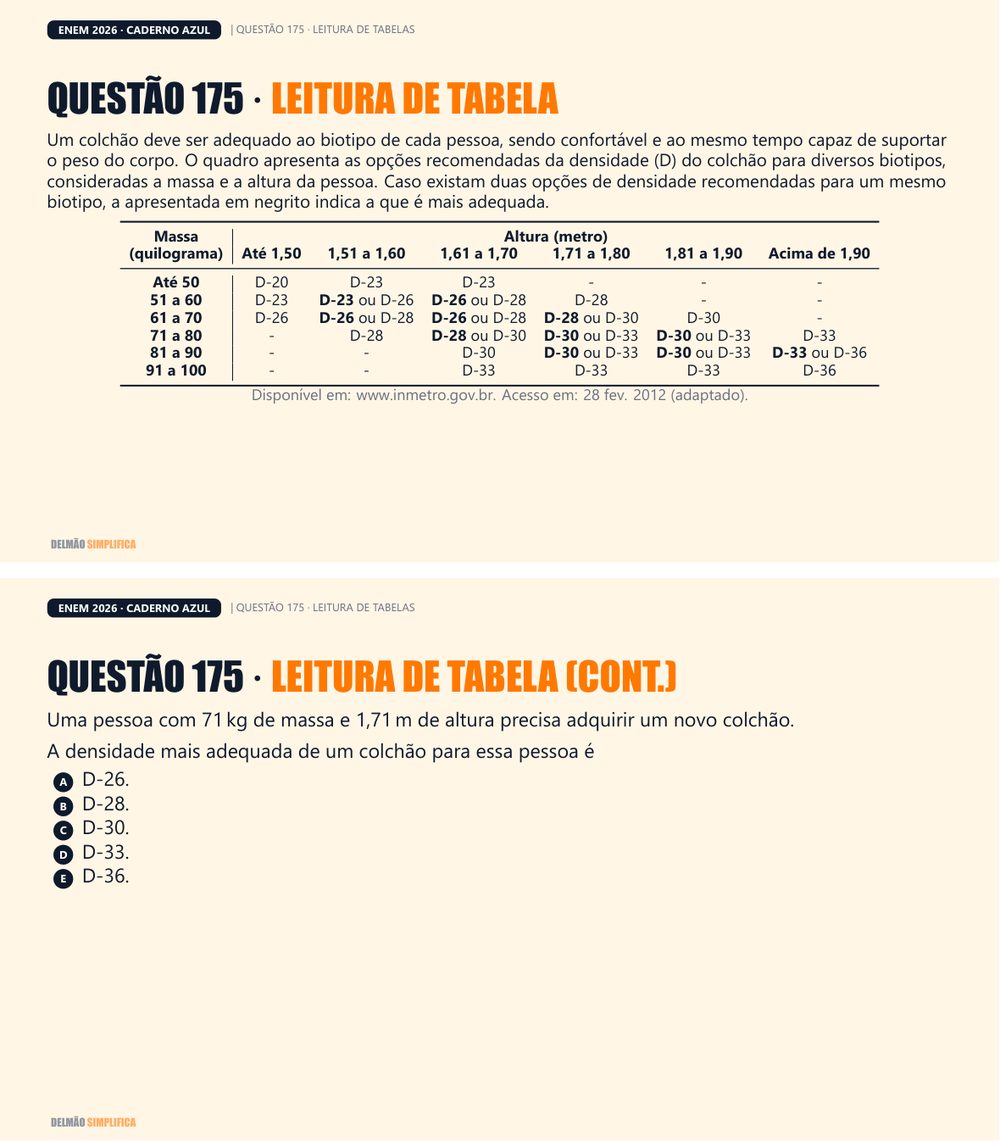 ENEM 2026 · CADERNO AZUL | QUESTÃO 175 · LEITURA DE TABELAS
QUESTÃO 175 · LEITURA DE TABELA
Um colchão deve ser adequado ao biotipo de cada pessoa, sendo confortável e ao mesmo tempo capaz de suportar
o peso do corpo. O quadro apresenta as opções recomendadas da densidade (D) do colchão para diversos biotipos,
consideradas a massa e a altura da pessoa. Caso existam duas opções de densidade recomendadas para um mesmo
biotipo, a apresentada em negrito indica a que é mais adequada.
Massa Altura (metro)
(quilograma) Até 1,50 1,51 a 1,60 1,61 a 1,70 1,71 a 1,80 1,81 a 1,90 Acima de 1,90
Até 50 D-20 D-23 D-23 - - -
51 a 60 D-23 D-23 ou D-26 D-26 ou D-28 D-28 - -
61 a 70 D-26 D-26 ou D-28 D-26 ou D-28 D-28 ou D-30 D-30 -
71 a 80 - D-28 D-28 ou D-30 D-30 ou D-33 D-30 ou D-33 D-33
81 a 90 - - D-30 D-30 ou D-33 D-30 ou D-33 D-33 ou D-36
91 a 100 - - D-33 D-33 D-33 D-36
Disponível em: www.inmetro.gov.br. Acesso em: 28 fev. 2012 (adaptado).
DELMÃO SIMPLIFICA
ENEM 2026 · CADERNO AZUL | QUESTÃO 175 · LEITURA DE TABELAS
QUESTÃO 175 · LEITURA DE TABELA (CONT.)
Uma pessoa com 71 kg de massa e 1,71 m de altura precisa adquirir um novo colchão.
A densidade mais adequada de um colchão para essa pessoa é
A D-26.
B D-28.
C D-30.
D D-33.
E D-36.
DELMÃO SIMPLIFICA